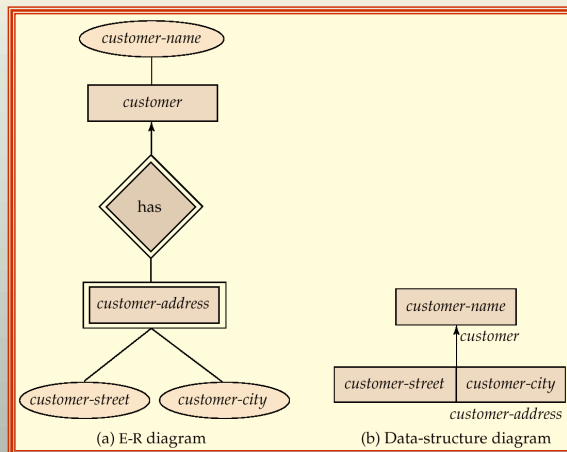 customer-name
customer
has
customer-address
customer-street
customer-city
(a) E-R diagram
customer-name
customer
customer-street
customer-city
customer-address
(b) Data-structure diagram